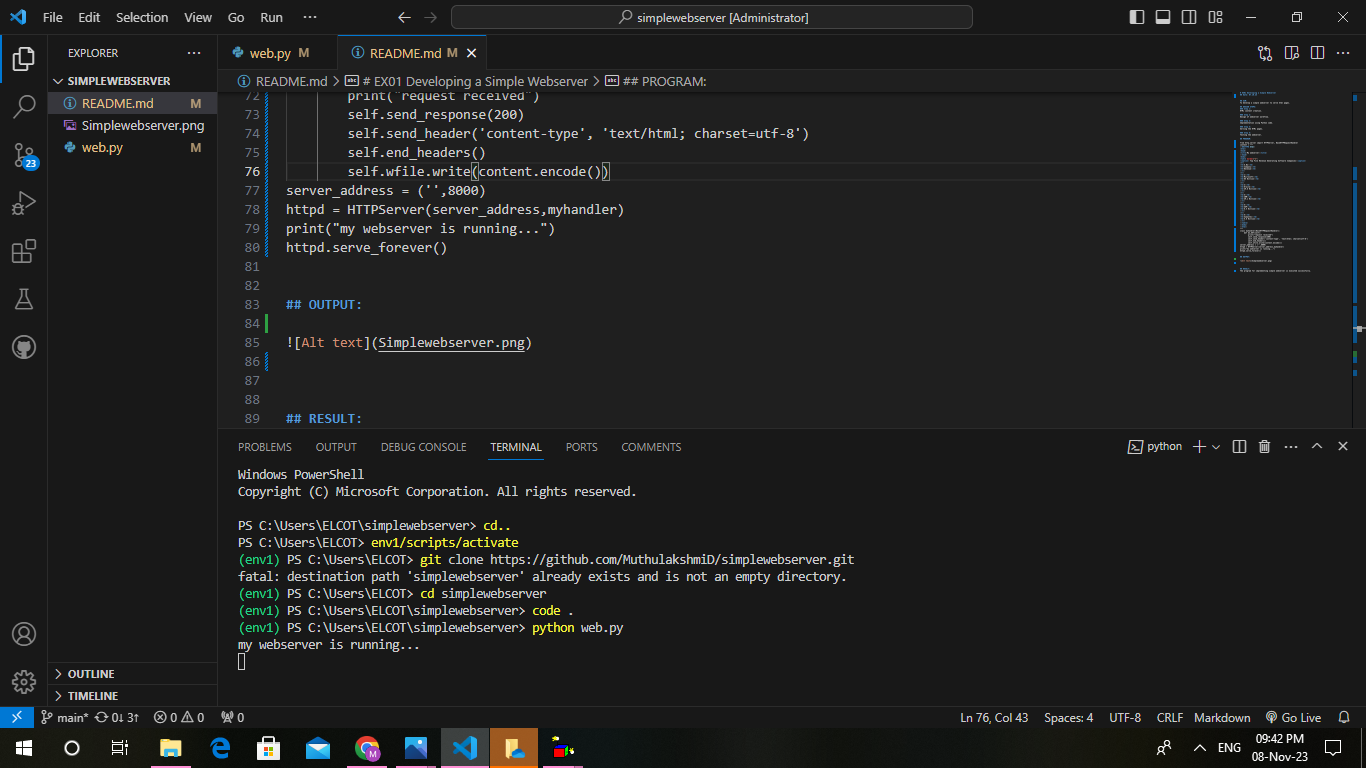 File Edit Selection View Go Run ··· simplewebserver [Administrator]
EXPLORER ···
SIMPLEWEBSERVER
README.md M
Simplewebserver.png
web.py M
OUTLINE
TIMELINE
23
web.py M README.md M
README.md > # EX01 Developing a Simple Webserver > ## PROGRAM:
72 print("request received")
73 self.send_response(200)
74 self.send_header('content-type', 'text/html; charset=utf-8')
75 self.end_headers()
76 self.wfile.write(content.encode())
77 server_address = ('',8000)
78 httpd = HTTPServer(server_address,myhandler)
79 print("my webserver is running...")
80 httpd.serve_forever()
81
82
83 ## OUTPUT:
84
85 ![Alt text](Simplewebserver.png)
86
87
88
89 ## RESULT:
PROBLEMS OUTPUT DEBUG CONSOLE TERMINAL PORTS COMMENTS python
Windows PowerShell
Copyright (C) Microsoft Corporation. All rights reserved.
PS C:\Users\ELCOT\simplewebserver> cd..
PS C:\Users\ELCOT> env1/scripts/activate
(env1) PS C:\Users\ELCOT> git clone https://github.com/MuthulakshmiD/simplewebserver.git
fatal: destination path 'simplewebserver' already exists and is not an empty directory.
(env1) PS C:\Users\ELCOT> cd simplewebserver
(env1) PS C:\Users\ELCOT\simplewebserver> code .
(env1) PS C:\Users\ELCOT\simplewebserver> python web.py
my webserver is running...
main* 0↓ 3↑ 0 0 0 Ln 76, Col 43 Spaces: 4 UTF-8 CRLF Markdown Go Live
M ENG 09:42 PM
08-Nov-23